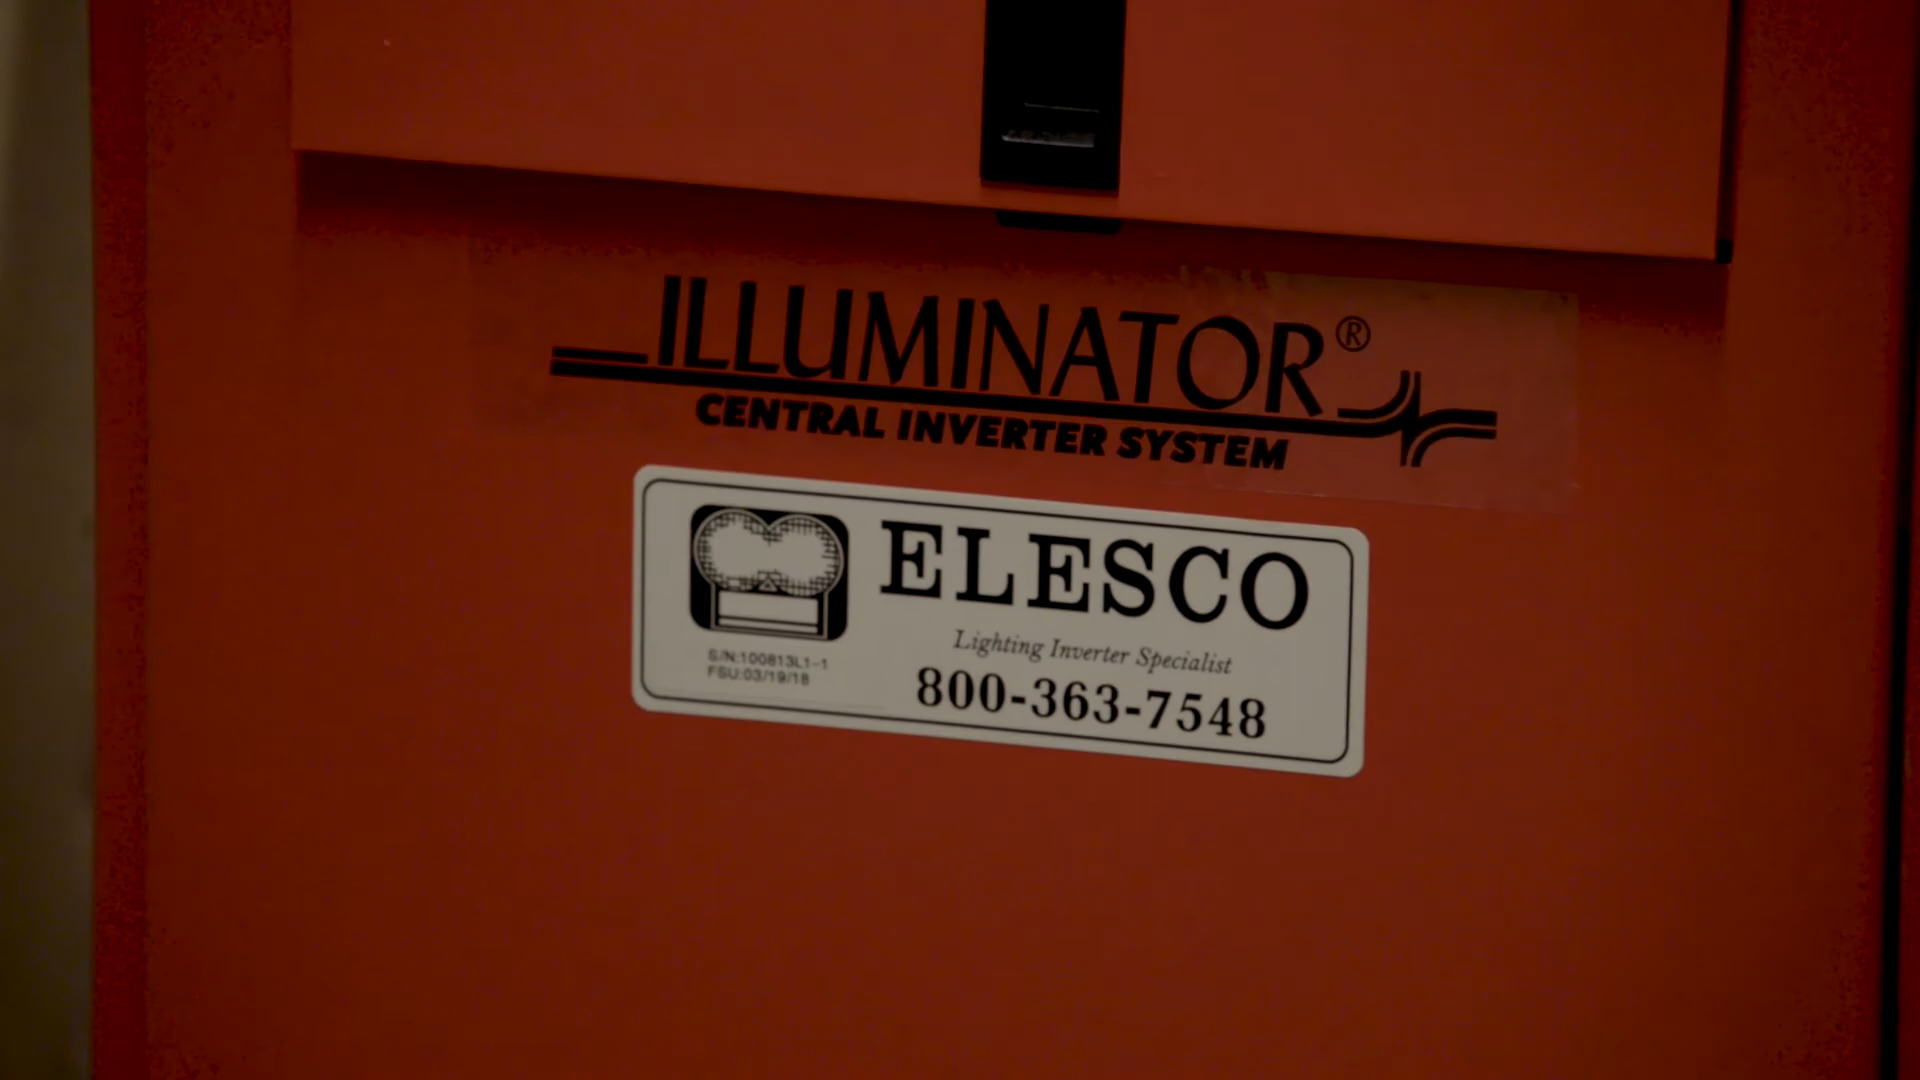 ILLUMINATOR®
CENTRAL INVERTER SYSTEM
ELESCO
Lighting Inverter Specialist
800-363-7548
S/N:100813L1-1
FSU:03/19/18